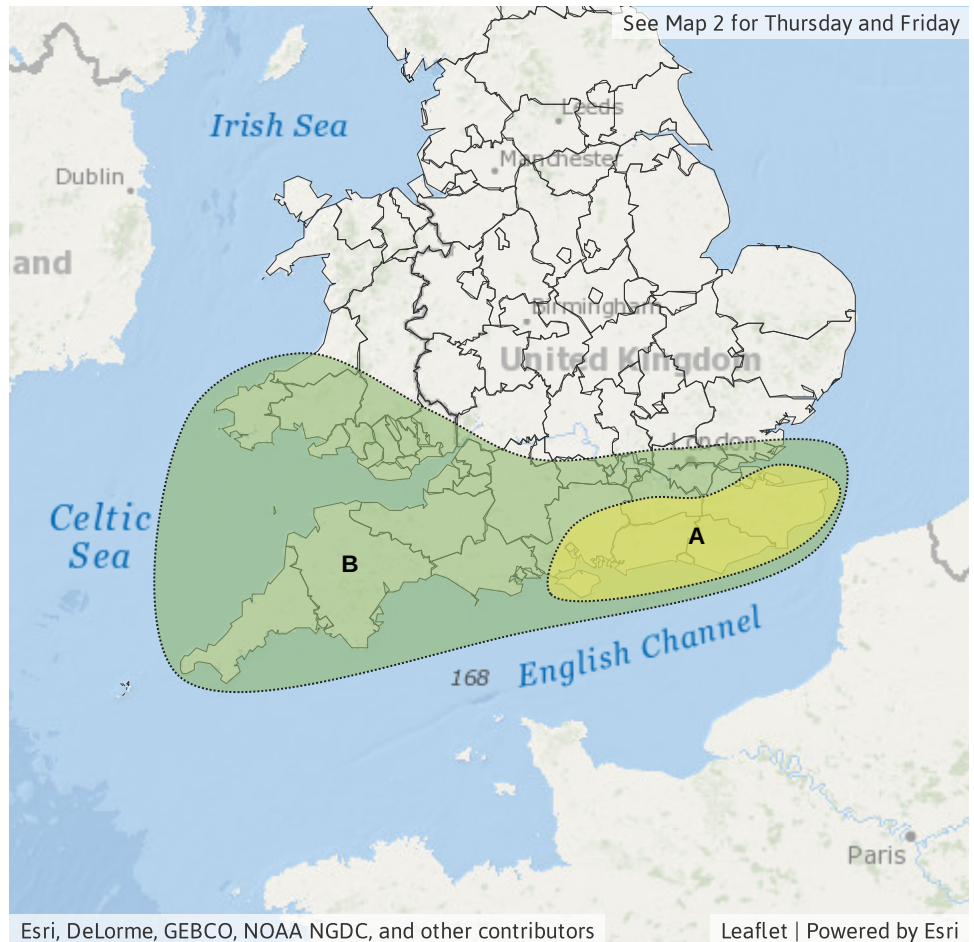 See Map 2 for Thursday and Friday
Leeds
Irish Sea
Manchester
Dublin
and
Birmingham
United Kingdom
London
Celtic
Sea
A
B
English Channel
168
Paris
Esri, DeLorme, GEBCO, NOAA NGDC, and other contributors
Leaflet | Powered by Esri